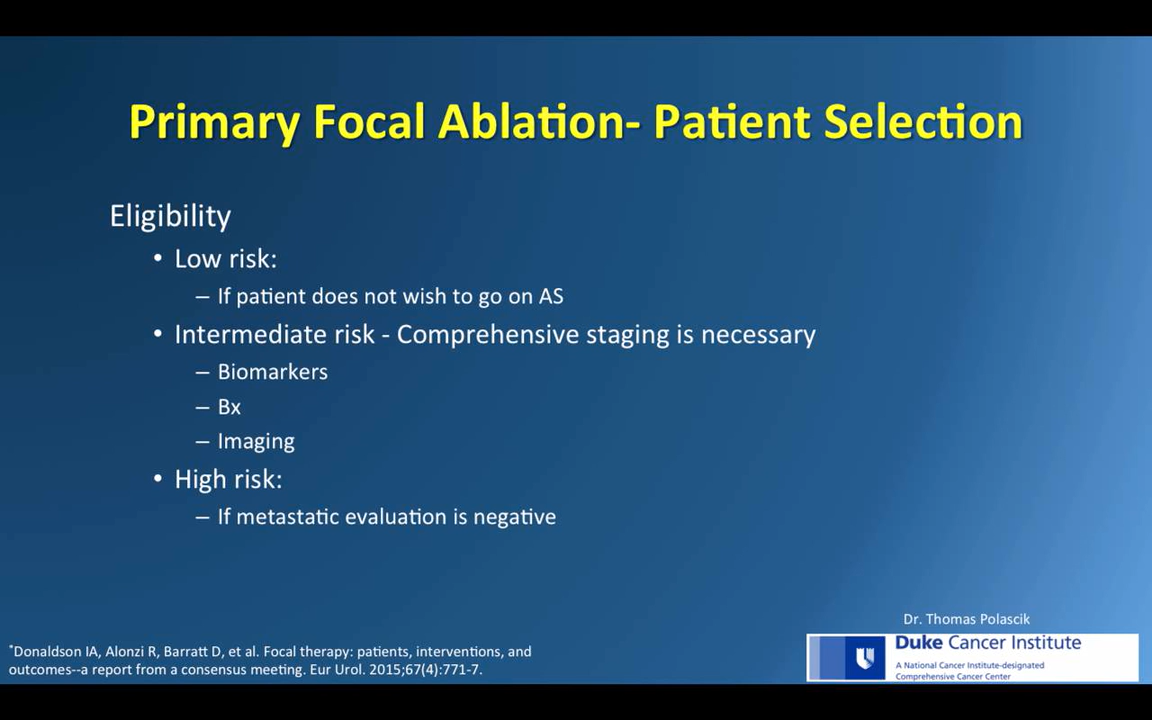 Primary Focal Ablation- Patient Selection
Eligibility
• Low risk:
– If patient does not wish to go on AS
• Intermediate risk - Comprehensive staging is necessary
– Biomarkers
– Bx
– Imaging
• High risk:
– If metastatic evaluation is negative
Dr. Thomas Polascik
*Donaldson IA, Alonzi R, Barratt D, et al. Focal therapy: patients, interventions, and
outcomes--a report from a consensus meeting. Eur Urol. 2015;67(4):771-7.
Duke Cancer Institute
A National Cancer Institute-designated
Comprehensive Cancer Center